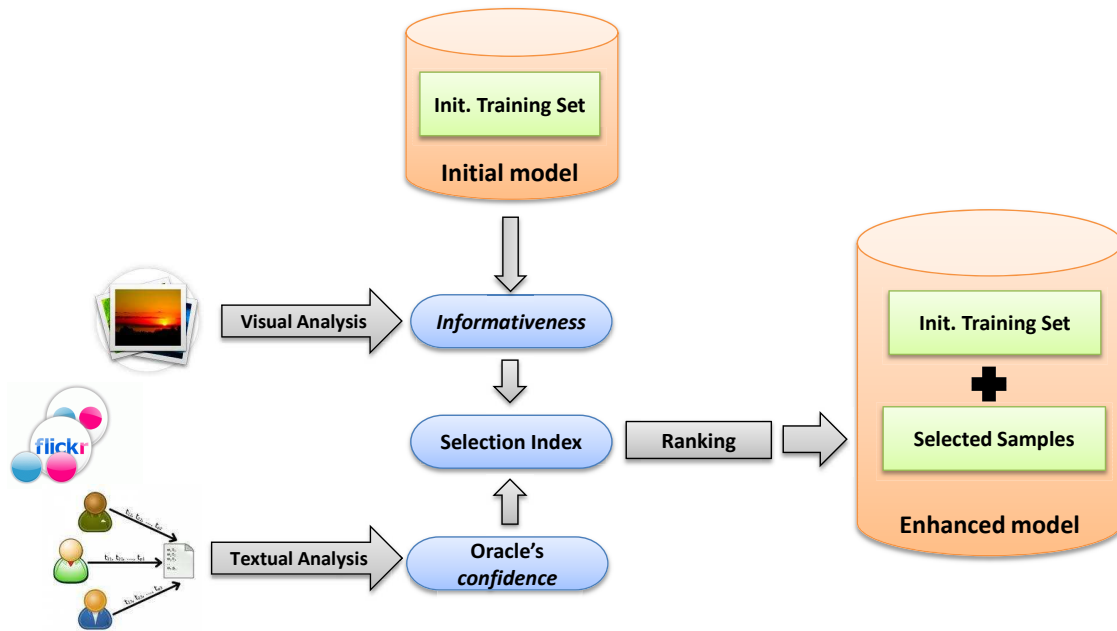 Init. Training Set
Initial model
Visual Analysis
Informativeness
Init. Training Set
flickr
Selection Index
Ranking
Selected Samples
Enhanced model
Textual Analysis
Oracle's
confidence